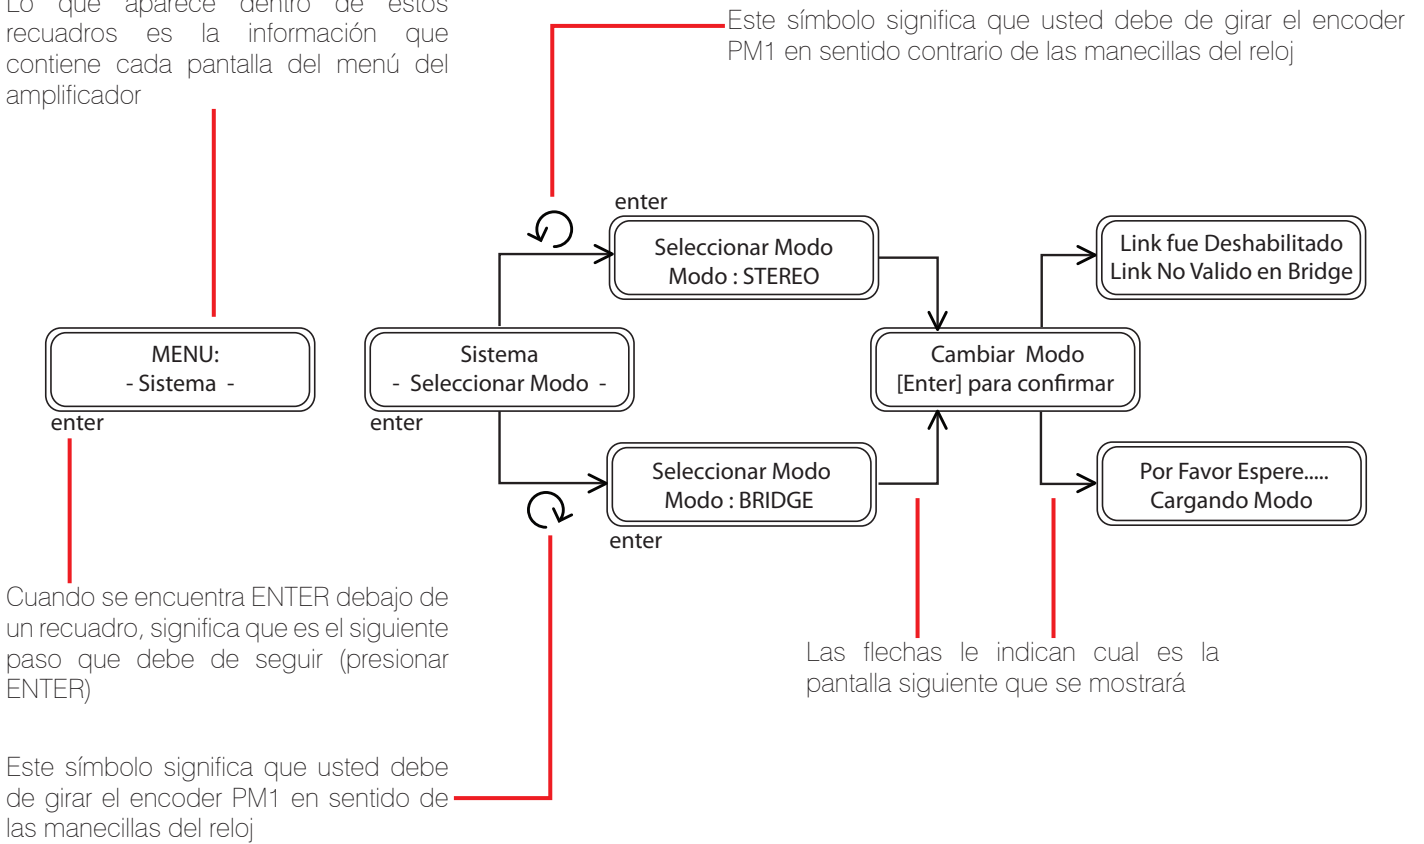 Lo que aparece dentro de estos
recuadros es la información que
contiene cada pantalla del menú del
amplificador
Este símbolo significa que usted debe de girar el encoder
PM1 en sentido contrario de las manecillas del reloj
enter
Seleccionar Modo
Modo : STEREO
Link fue Deshabilitado
Link No Valido en Bridge
MENU:
- Sistema -
enter
Sistema
- Seleccionar Modo -
enter
Cambiar Modo
[Enter] para confirmar
Seleccionar Modo
Modo : BRIDGE
enter
Por Favor Espere.....
Cargando Modo
Cuando se encuentra ENTER debajo de
un recuadro, significa que es el siguiente
paso que debe de seguir (presionar
ENTER)
Las flechas le indican cual es la
pantalla siguiente que se mostrará
Este símbolo significa que usted debe
de girar el encoder PM1 en sentido de
las manecillas del reloj